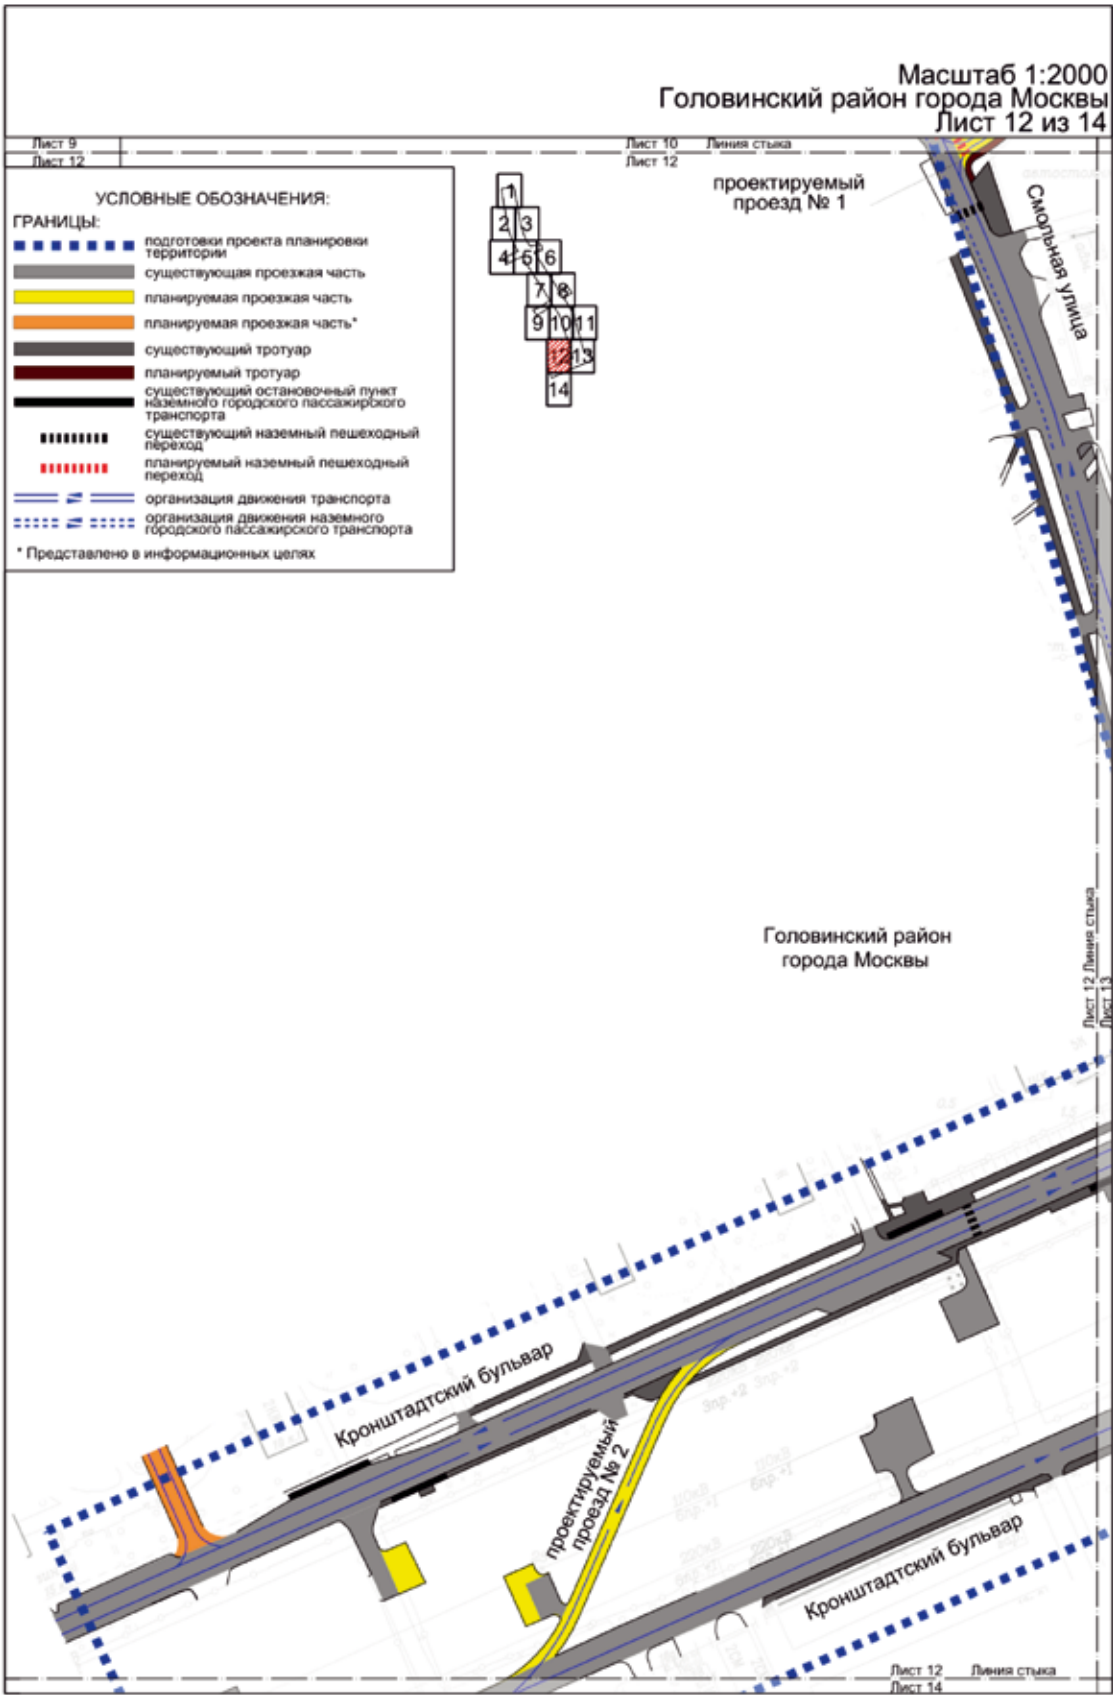 Масштаб 1:2000
Головинский район города Москвы
Лист 12 из 14
Лист 9
Лист 12
Лист 10 Линия стыка
Лист 12
УСЛОВНЫЕ ОБОЗНАЧЕНИЯ:
ГРАНИЦЫ:
подготовки проекта планировки
территории
существующая проезжая часть
планируемая проезжая часть
планируемая проезжая часть*
существующий тротуар
планируемый тротуар
существующий остановочный пункт
наземного городского пассажирского
транспорта
существующий наземный пешеходный
переход
планируемый наземный пешеходный
переход
организация движения транспорта
организация движения наземного
городского пассажирского транспорта
* Представлено в информационных целях
1
2 3
4 5 6
7 8
9 10 11
12 13
14
проектируемый
проезд № 1
Смольная улица
Головинский район
города Москвы
Лист 12 Линия стыка
Лист 13
Кронштадтский бульвар
проектируемый
проезд № 2
Кронштадтский бульвар
Лист 12 Линия стыка
Лист 14